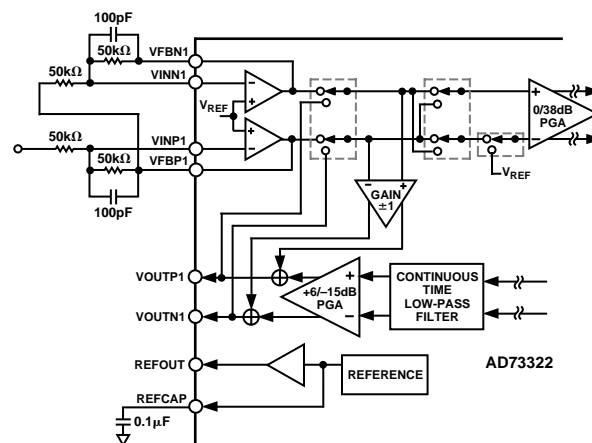 100pF
50kΩ
VFBN1
50kΩ
VINN1
VREF
50kΩ
VINP1
50kΩ
VFBP1
100pF
+
−
0/38dB
PGA
VREF
GAIN
±1
VOUTP1
+6/–15dB
PGA
CONTINUOUS
TIME
LOW-PASS
FILTER
VOUTN1
REFOUT
REFERENCE
AD73322
REFCAP
0.1µF